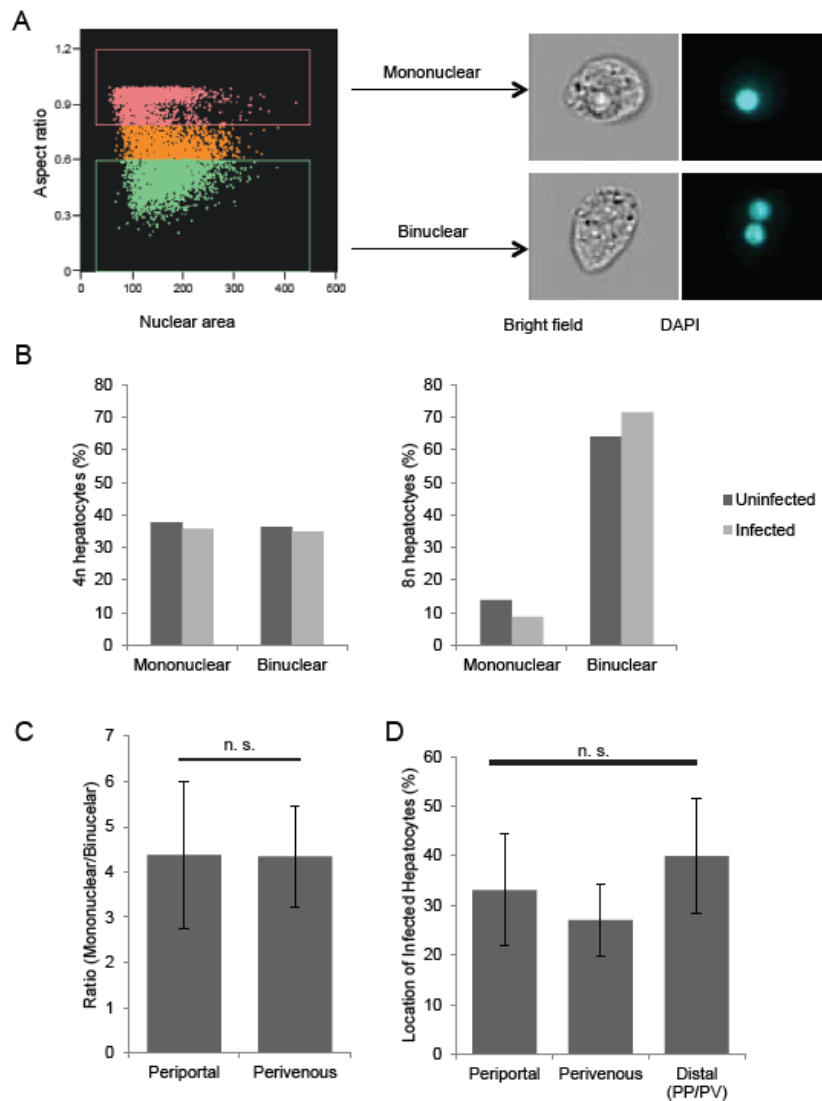 A
Aspect ratio
1.2
0.9
0.6
0.3
0
0 100 200 300 400 500
Nuclear area
Mononuclear
Binuclear
Bright field DAPI
B
4n hepatocytes (%)
80
70
60
50
40
30
20
10
0
Mononuclear Binuclear
8n hepatoctyes (%)
80
70
60
50
40
30
20
10
0
Mononuclear Binuclear
Uninfected
Infected
C
Ratio (Mononuclear/Binucelar)
7
6
5
4
3
2
1
0
n. s.
Periportal Perivenous
D
Location of Infected Hepatocytes (%)
60
50
40
30
20
10
0
n. s.
Periportal Perivenous Distal
(PP/PV)